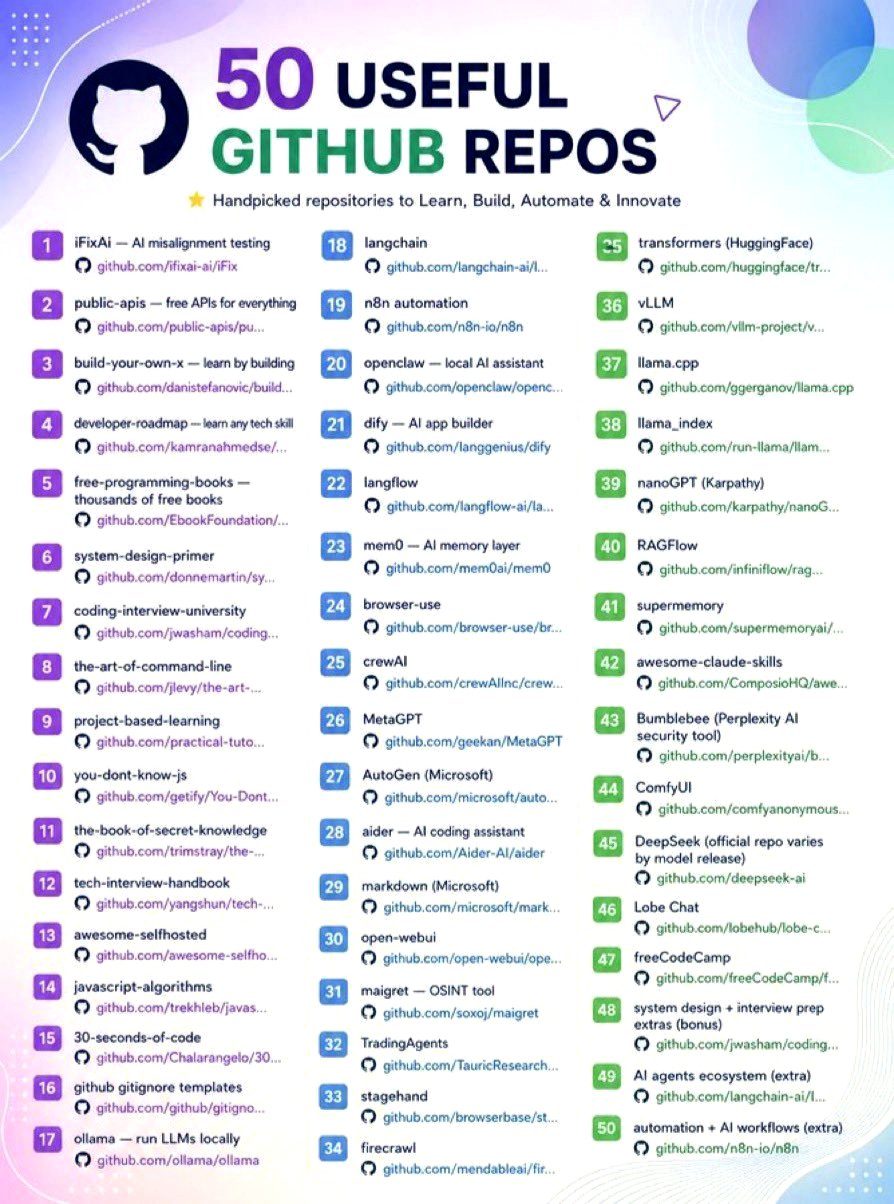 50 USEFUL
GITHUB REPOS
⭐ Handpicked repositories to Learn, Build, Automate & Innovate
1 iFixAi — AI misalignment testing
github.com/ifixai-ai/iFix
2 public-apis — free APIs for everything
github.com/public-apis/pu...
3 build-your-own-x — learn by building
github.com/danistefanovic/build...
4 developer-roadmap — learn any tech skill
github.com/kamranahmedse/...
5 free-programming-books —
thousands of free books
github.com/EbookFoundation/...
6 system-design-primer
github.com/donnemartin/sy...
7 coding-interview-university
github.com/jwasham/coding...
8 the-art-of-command-line
github.com/jlevy/the-art-...
9 project-based-learning
github.com/practical-tuto...
10 you-dont-know-js
github.com/getify/You-Dont...
11 the-book-of-secret-knowledge
github.com/trimstray/the-...
12 tech-interview-handbook
github.com/yangshun/tech-...
13 awesome-selfhosted
github.com/awesome-selfho...
14 javascript-algorithms
github.com/trekhleb/javas...
15 30-seconds-of-code
github.com/Chalarangelo/30...
16 github gitignore templates
github.com/github/gitigno...
17 ollama — run LLMs locally
github.com/ollama/ollama
18 langchain
github.com/langchain-ai/l...
19 n8n automation
github.com/n8n-io/n8n
20 openclaw — local AI assistant
github.com/openclaw/openc...
21 dify — AI app builder
github.com/langgenius/dify
22 langflow
github.com/langflow-ai/la...
23 mem0 — AI memory layer
github.com/mem0ai/mem0
24 browser-use
github.com/browser-use/br...
25 crewAI
github.com/crewAIInc/crew...
26 MetaGPT
github.com/geekan/MetaGPT
27 AutoGen (Microsoft)
github.com/microsoft/auto...
28 aider — AI coding assistant
github.com/Aider-AI/aider
29 markdown (Microsoft)
github.com/microsoft/mark...
30 open-webui
github.com/open-webui/ope...
31 maigret — OSINT tool
github.com/soxoj/maigret
32 TradingAgents
github.com/TauricResearch...
33 stagehand
github.com/browserbase/st...
34 firecrawl
github.com/mendableai/fir...
35 transformers (HuggingFace)
github.com/huggingface/tr...
36 vLLM
github.com/vllm-project/v...
37 llama.cpp
github.com/ggerganov/llama.cpp
38 llama_index
github.com/run-llama/llam...
39 nanoGPT (Karpathy)
github.com/karpathy/nanoG...
40 RAGFlow
github.com/infiniflow/rag...
41 supermemory
github.com/supermemoryai/...
42 awesome-claude-skills
github.com/ComposioHQ/awe...
43 Bumblebee (Perplexity AI
security tool)
github.com/perplexityai/b...
44 ComfyUI
github.com/comfyanonymous...
45 DeepSeek (official repo varies
by model release)
github.com/deepseek-ai
46 Lobe Chat
github.com/lobehub/lobe-c...
47 freeCodeCamp
github.com/freeCodeCamp/f...
48 system design + interview prep
extras (bonus)
github.com/jwasham/coding...
49 AI agents ecosystem (extra)
github.com/langchain-ai/l...
50 automation + AI workflows (extra)
github.com/n8n-io/n8n